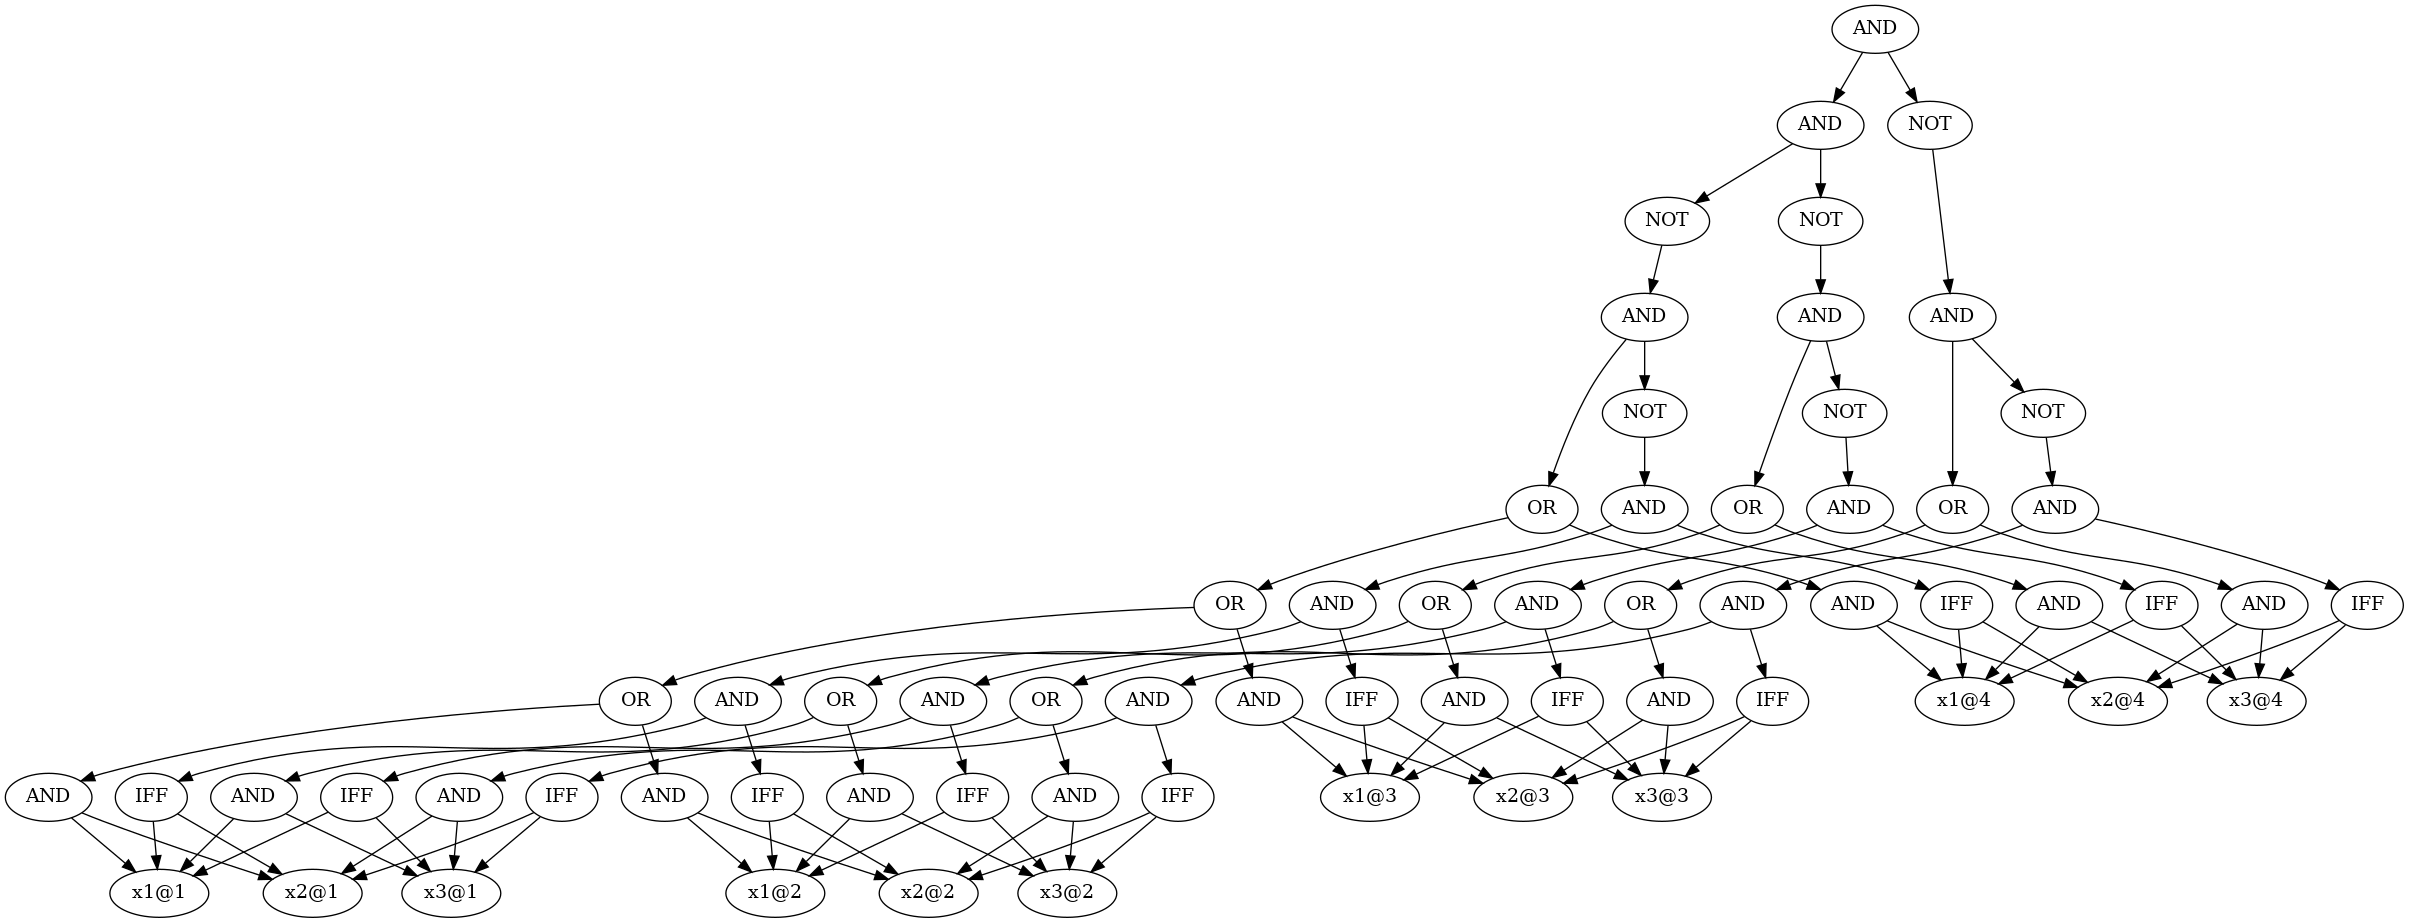 AND
AND NOT
NOT NOT
AND AND AND
NOT NOT NOT
OR AND OR AND OR AND
OR AND OR AND OR AND AND IFF AND IFF AND IFF
OR AND OR AND OR AND AND IFF AND IFF AND IFF x1@4 x2@4 x3@4
AND IFF AND IFF AND IFF AND IFF AND IFF AND IFF x1@3 x2@3 x3@3
x1@1 x2@1 x3@1 x1@2 x2@2 x3@2